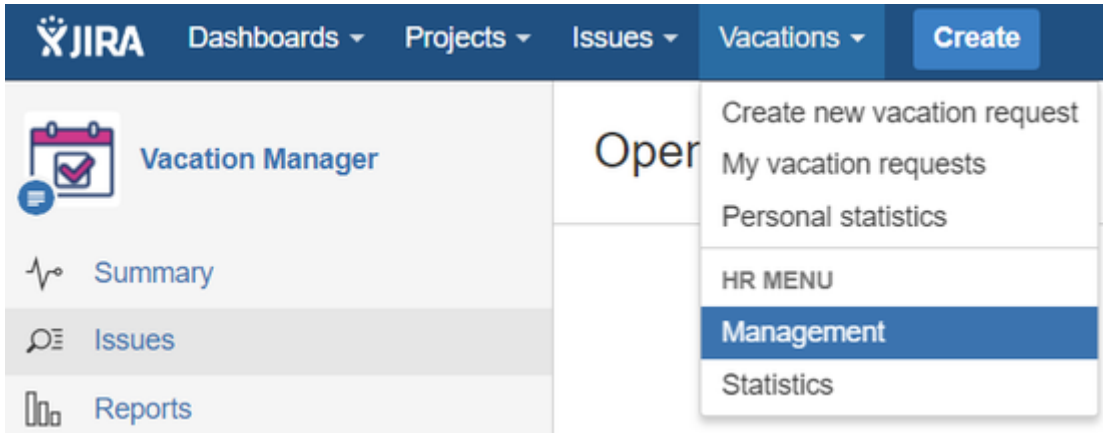 JIRA Dashboards Projects Issues Vacations Create
Vacation Manager
Summary
Issues
Reports
Create new vacation request
My vacation requests
Personal statistics
HR MENU
Management
Statistics